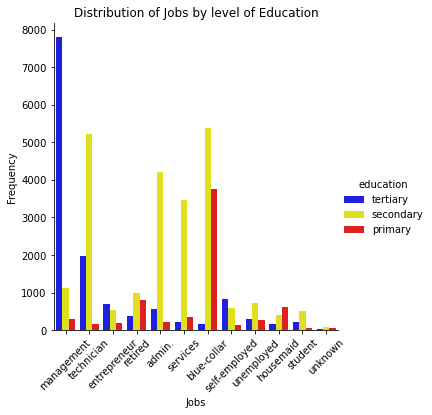 Distribution of Jobs by level of Education
Frequency
8000
7000
6000
5000
4000
3000
2000
1000
0
management
technician
entrepreneur
retired
admin.
services
blue-collar
self-employed
unemployed
housemaid
student
unknown
Jobs
education
tertiary
secondary
primary